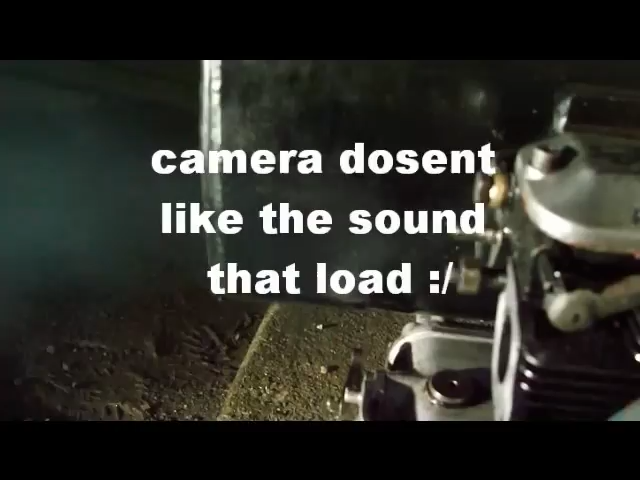 camera dosent
like the sound
that load :/